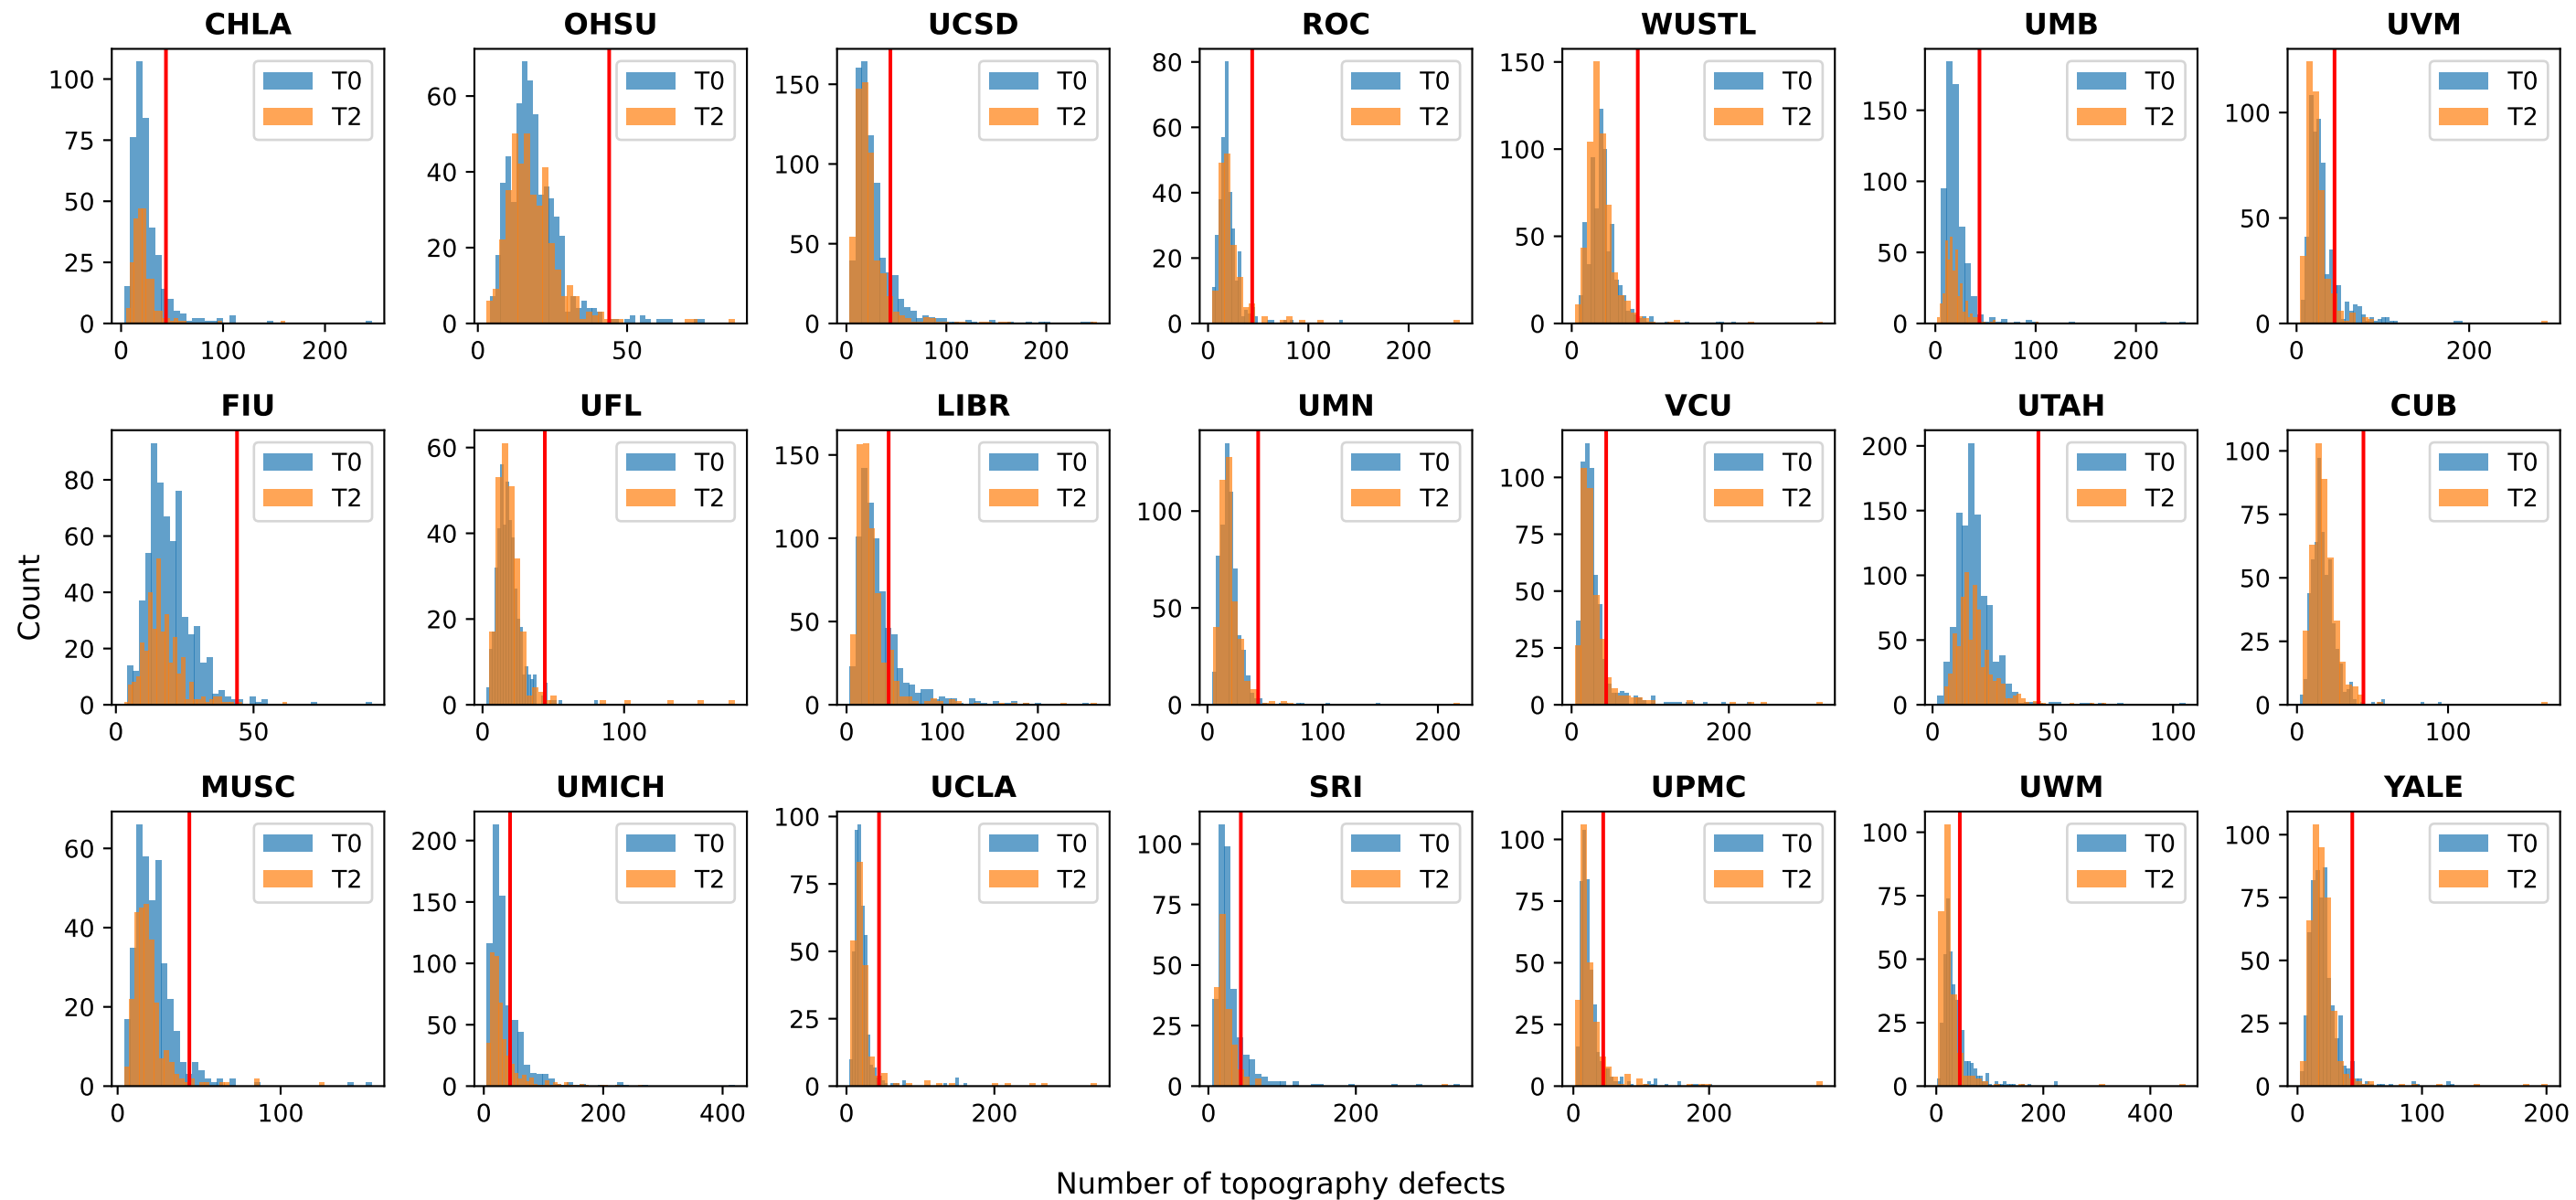 CHLA OHSU UCSD ROC WUSTL UMB UVM
100 75 50 25 0
T0
T2
0 100 200
60 40 20 0
T0
T2
0 50
150 100 50 0
T0
T2
0 100 200
80 60 40 20 0
T0
T2
0 100 200
150 100 50 0
T0
T2
0 100
150 100 50 0
T0
T2
0 100 200
100 50 0
T0
T2
0 200
FIU UFL LIBR UMN VCU UTAH CUB
Count
80 60 40 20 0
T0
T2
0 50
60 40 20 0
T0
T2
0 100
150 100 50 0
T0
T2
0 100 200
100 50 0
T0
T2
0 100 200
100 75 50 25 0
T0
T2
0 200
200 150 100 50 0
T0
T2
0 50 100
100 75 50 25 0
T0
T2
0 100
MUSC UMICH UCLA SRI UPMC UWM YALE
60 40 20 0
T0
T2
0 100
200 150 100 50 0
T0
T2
0 200 400
100 75 50 25 0
T0
T2
0 200
100 75 50 25 0
T0
T2
0 200
100 50 0
T0
T2
0 200
100 75 50 25 0
T0
T2
0 200 400
100 75 50 25 0
T0
T2
0 100 200
Number of topography defects